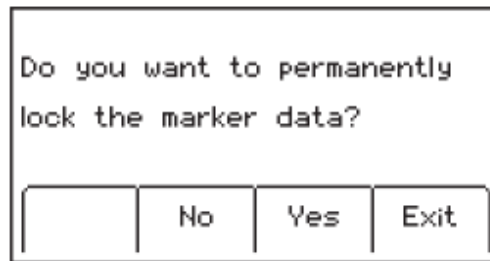 Do you want to permanently
lock the marker data?
No Yes Exit